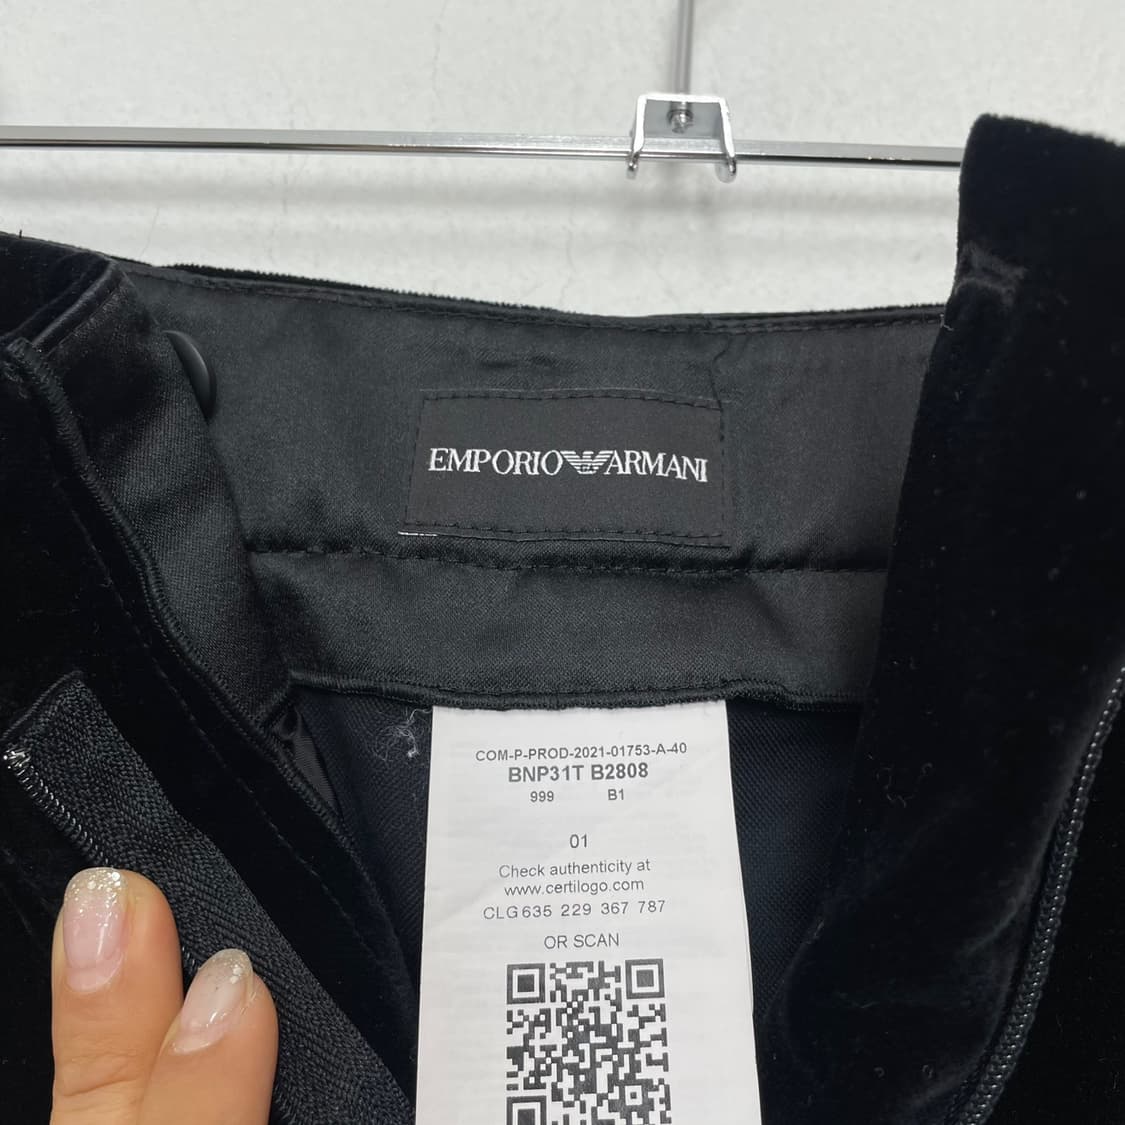 EMPORIO ARMANI
COM-P-PROD-2021-01753-A-40
BNP31T B2808
999 B1
01
Check authenticity at
www.certilogo.com
CLG 635 229 367 787
OR SCAN